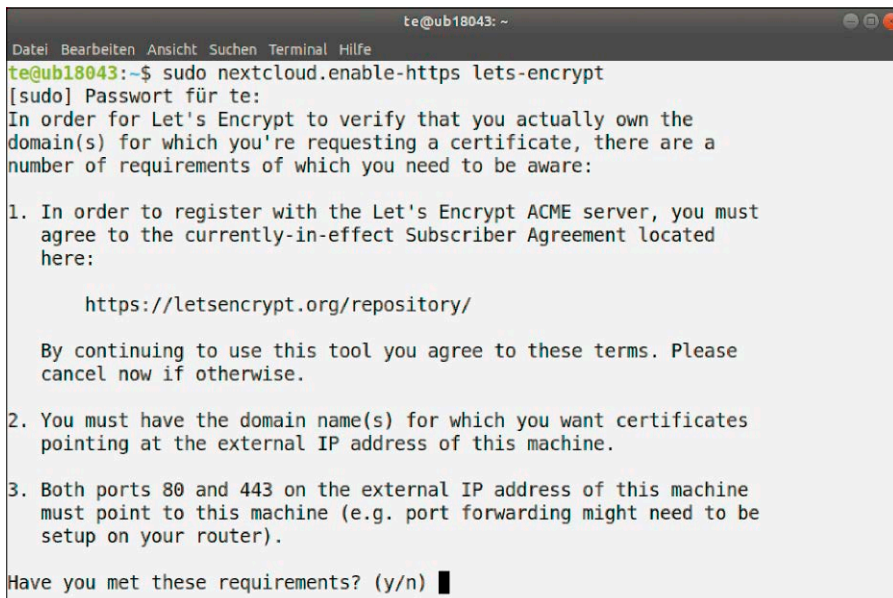 te@ub18043: ~
Datei Bearbeiten Ansicht Suchen Terminal Hilfe
te@ub18043:~$ sudo nextcloud.enable-https lets-encrypt
[sudo] Passwort für te:
In order for Let's Encrypt to verify that you actually own the
domain(s) for which you're requesting a certificate, there are a
number of requirements of which you need to be aware:
1. In order to register with the Let's Encrypt ACME server, you must
agree to the currently-in-effect Subscriber Agreement located
here:
https://letsencrypt.org/repository/
By continuing to use this tool you agree to these terms. Please
cancel now if otherwise.
2. You must have the domain name(s) for which you want certificates
pointing at the external IP address of this machine.
3. Both ports 80 and 443 on the external IP address of this machine
must point to this machine (e.g. port forwarding might need to be
setup on your router).
Have you met these requirements? (y/n)